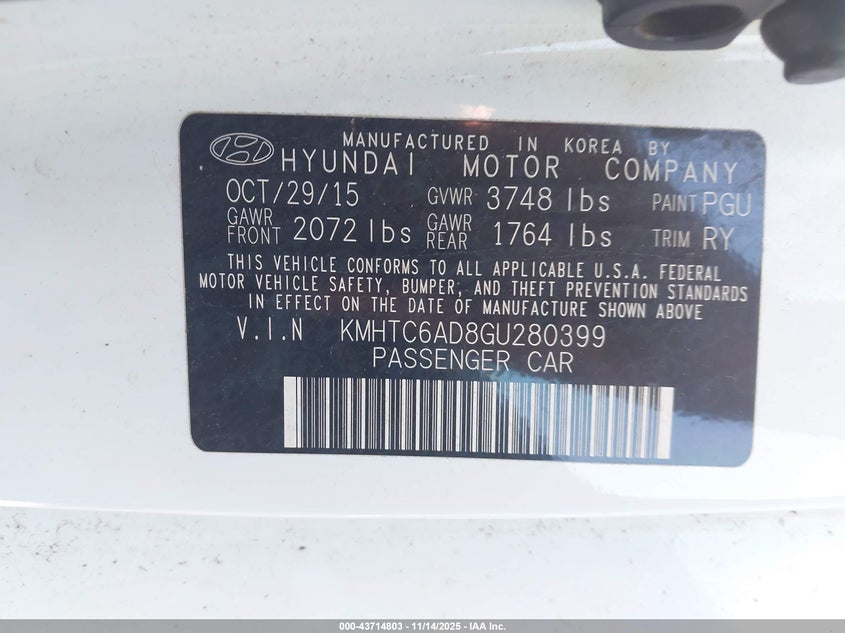 MANUFACTURED IN KOREA BY
HYUNDAI MOTOR COMPANY
OCT/29/15 GVWR 3748 lbs PAINT PGU
GAWR FRONT 2072 lbs GAWR REAR 1764 lbs TRIM RY
THIS VEHICLE CONFORMS TO ALL APPLICABLE U.S.A. FEDERAL
MOTOR VEHICLE SAFETY, BUMPER, AND THEFT PREVENTION STANDARDS
IN EFFECT ON THE DATE OF MANUFACTURE SHOWN ABOVE
V.I.N KMHTC6AD8GU280399
PASSENGER CAR
000-43714803 — 11/14/2025 — IAA Inc.